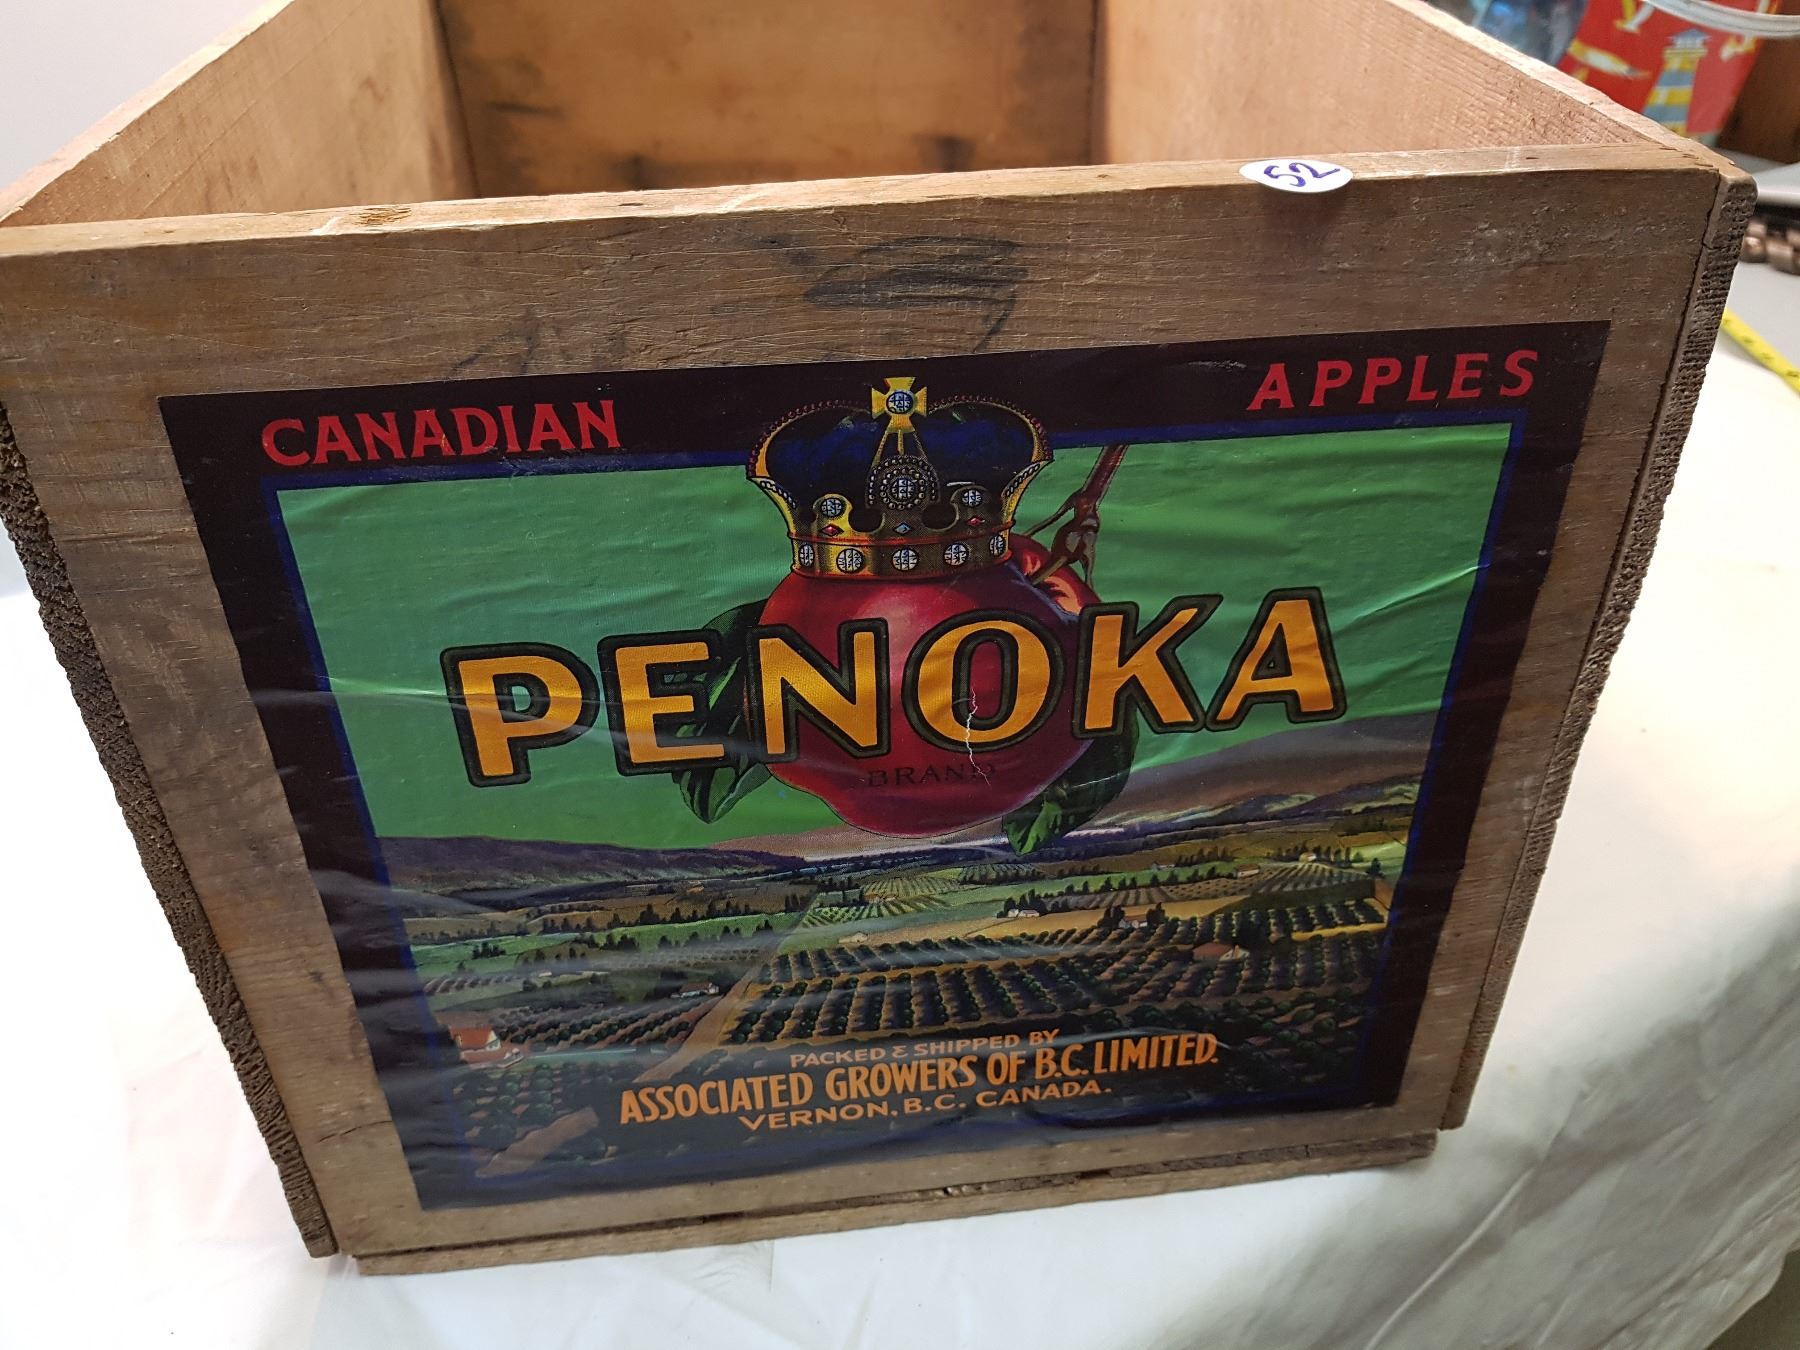 52
CANADIAN APPLES
PENOKA
BRAND
PACKED & SHIPPED BY
ASSOCIATED GROWERS OF B.C. LIMITED.
VERNON, B.C. CANADA.